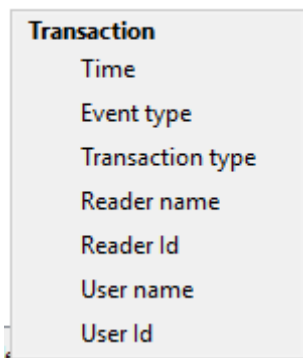 Transaction
Time
Event type
Transaction type
Reader name
Reader Id
User name
User Id